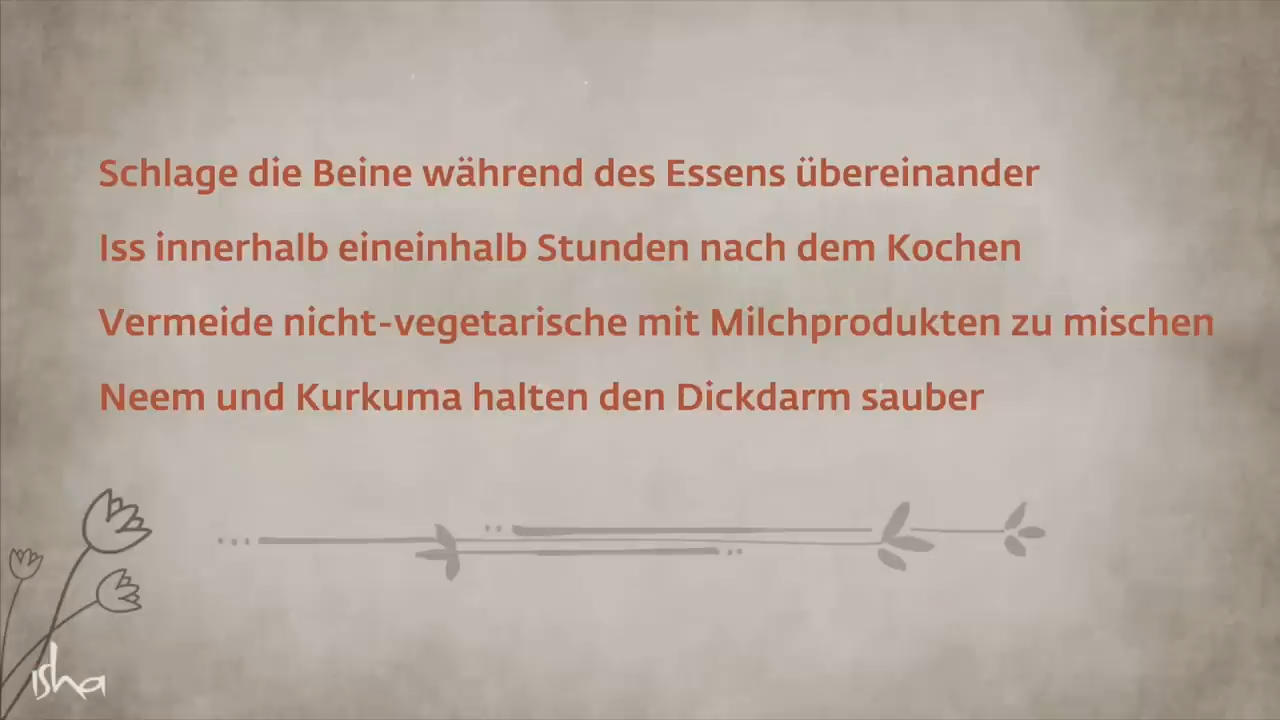 Schlage die Beine während des Essens übereinander
Iss innerhalb eineinhalb Stunden nach dem Kochen
Vermeide nicht-vegetarische mit Milchprodukten zu mischen
Neem und Kurkuma halten den Dickdarm sauber
isha